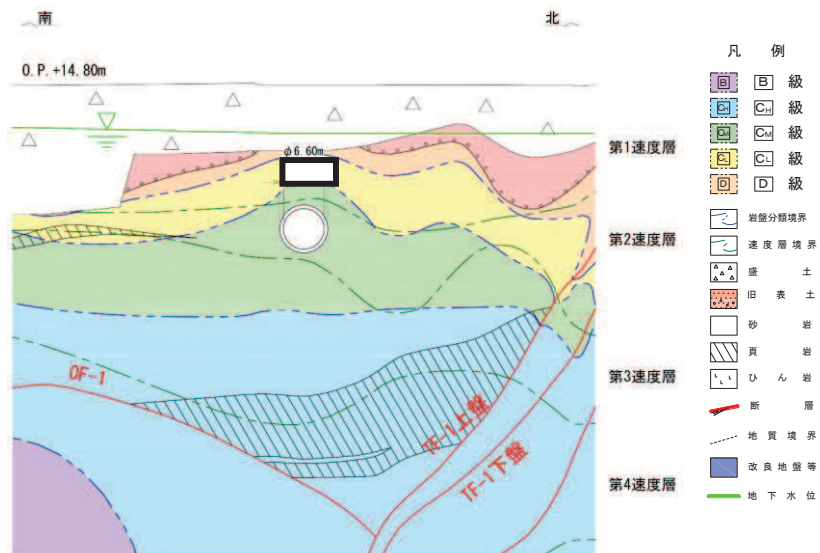 南
北
O.P.+14.80m
φ6.60m
第1速度層
第2速度層
第3速度層
第4速度層
OF-1
TF-1上盤
TF-1下盤
凡 例
B B 級
CH CH 級
CM CM 級
CL CL 級
D D 級
岩盤分類境界
速度層境界
盛 土
旧 表 土
砂 岩
頁 岩
ひ ん 岩
断 層
地 質 境 界
改 良 地 盤 等
地 下 水 位